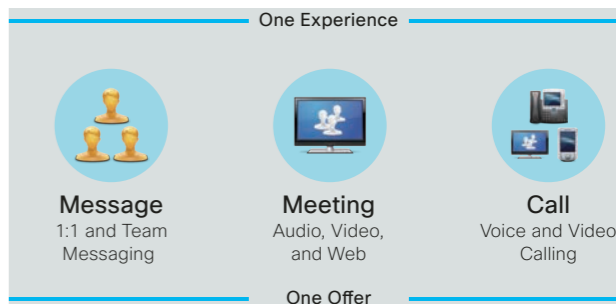 One Experience
Message
1:1 and Team
Messaging
Meeting
Audio, Video,
and Web
Call
Voice and Video
Calling
One Offer